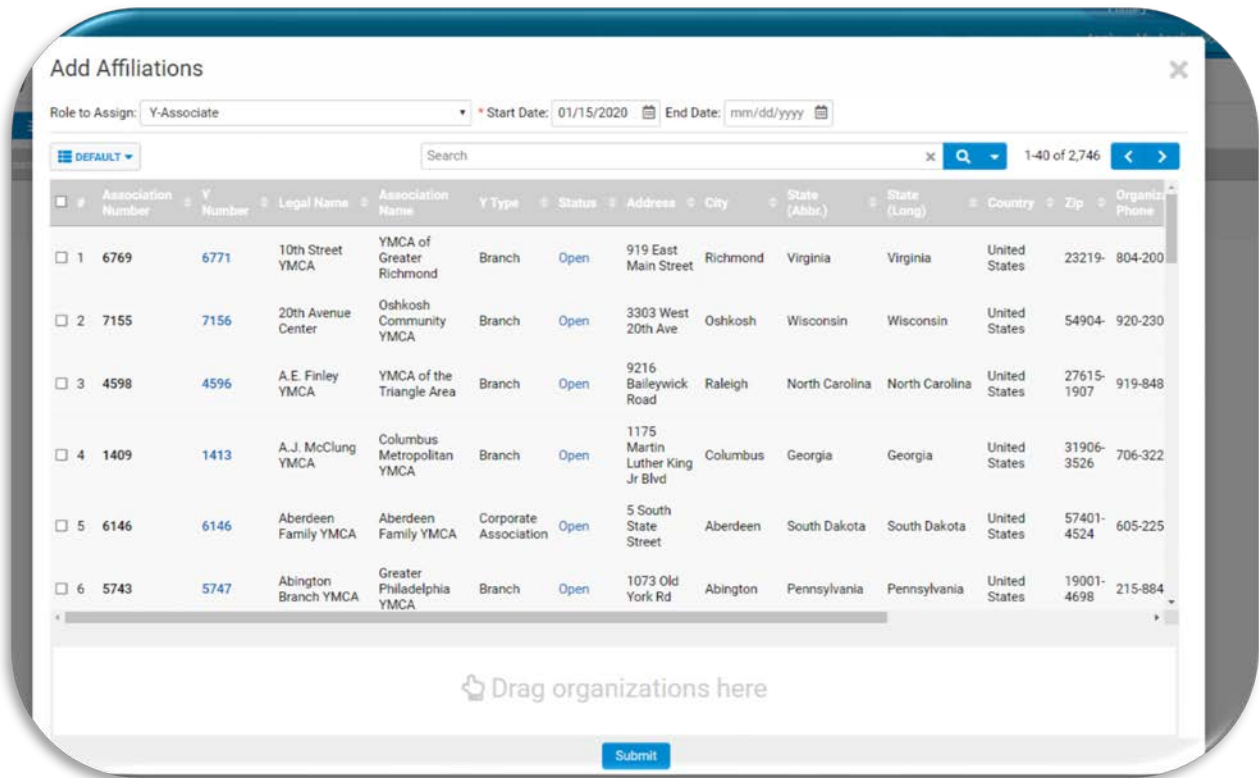 Add Affiliations
Role to Assign: Y-Associate * Start Date: 01/15/2020 End Date: mm/dd/yyyy
DEFAULT Search 1-40 of 2,746
# Association Number Y Number Legal Name Association Name Y Type Status Address City State (Abbr.) State (Long) Country Zip Organiz Phone
1 6769 6771 10th Street YMCA YMCA of Greater Richmond Branch Open 919 East Main Street Richmond Virginia Virginia United States 23219- 804-200
2 7155 7156 20th Avenue Center Oshkosh Community YMCA Branch Open 3303 West 20th Ave Oshkosh Wisconsin Wisconsin United States 54904- 920-230
3 4598 4596 A.E. Finley YMCA YMCA of the Triangle Area Branch Open 9216 Baileywick Road Raleigh North Carolina North Carolina United States 27615-1907 919-848
4 1409 1413 A.J. McClung YMCA Columbus Metropolitan YMCA Branch Open 1175 Martin Luther King Jr Blvd Columbus Georgia Georgia United States 31906-3526 706-322
5 6146 6146 Aberdeen Family YMCA Aberdeen Family YMCA Corporate Association Open 5 South State Street Aberdeen South Dakota South Dakota United States 57401-4524 605-225
6 5743 5747 Abington Branch YMCA Greater Philadelphia YMCA Branch Open 1073 Old York Rd Abington Pennsylvania Pennsylvania United States 19001-4698 215-884
Drag organizations here
Submit